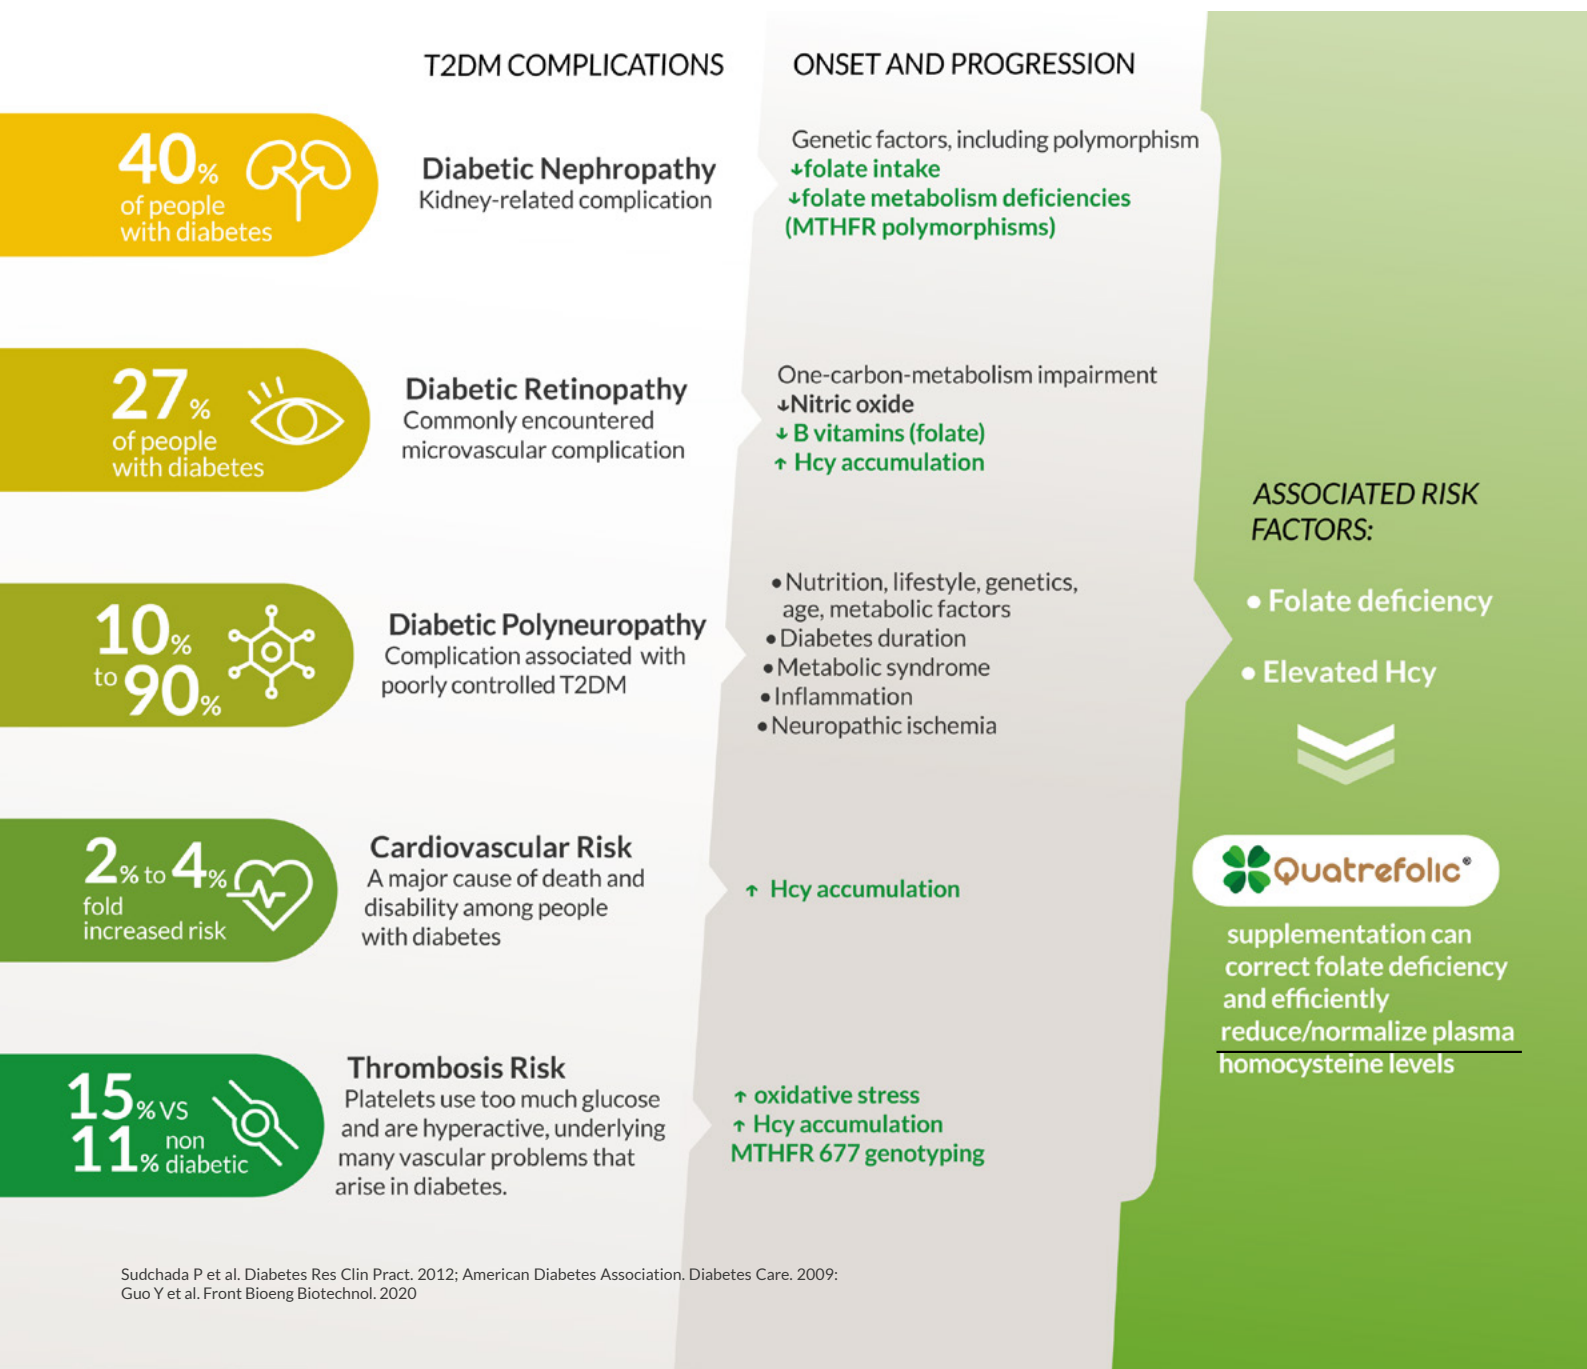 T2DM COMPLICATIONS
ONSET AND PROGRESSION
40%
of people
with diabetes
Diabetic Nephropathy
Kidney-related complication
Genetic factors, including polymorphism
↓folate intake
↓folate metabolism deficiencies
(MTHFR polymorphisms)
27%
of people
with diabetes
Diabetic Retinopathy
Commonly encountered
microvascular complication
One-carbon-metabolism impairment
↓Nitric oxide
↓ B vitamins (folate)
↑ Hcy accumulation
10%
to 90%
Diabetic Polyneuropathy
Complication associated with
poorly controlled T2DM
• Nutrition, lifestyle, genetics,
age, metabolic factors
• Diabetes duration
• Metabolic syndrome
• Inflammation
• Neuropathic ischemia
2% to 4%
fold
increased risk
Cardiovascular Risk
A major cause of death and
disability among people
with diabetes
↑ Hcy accumulation
15% VS
11% non
diabetic
Thrombosis Risk
Platelets use too much glucose
and are hyperactive, underlying
many vascular problems that
arise in diabetes.
↑ oxidative stress
↑ Hcy accumulation
MTHFR 677 genotyping
ASSOCIATED RISK
FACTORS:
• Folate deficiency
• Elevated Hcy
Quatrefolic®
supplementation can
correct folate deficiency
and efficiently
reduce/normalize plasma
homocysteine levels
Sudchada P et al. Diabetes Res Clin Pract. 2012; American Diabetes Association. Diabetes Care. 2009:
Guo Y et al. Front Bioeng Biotechnol. 2020